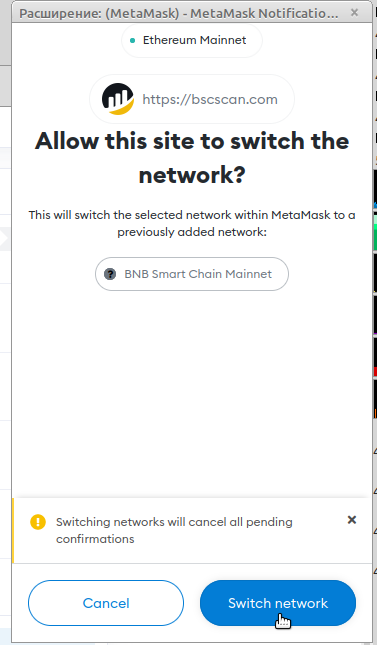 Расширение: (MetaMask) - MetaMask Notificatio...
Ethereum Mainnet
https://bscscan.com
Allow this site to switch the
network?
This will switch the selected network within MetaMask to a
previously added network:
? BNB Smart Chain Mainnet
Switching networks will cancel all pending
confirmations
Cancel
Switch network